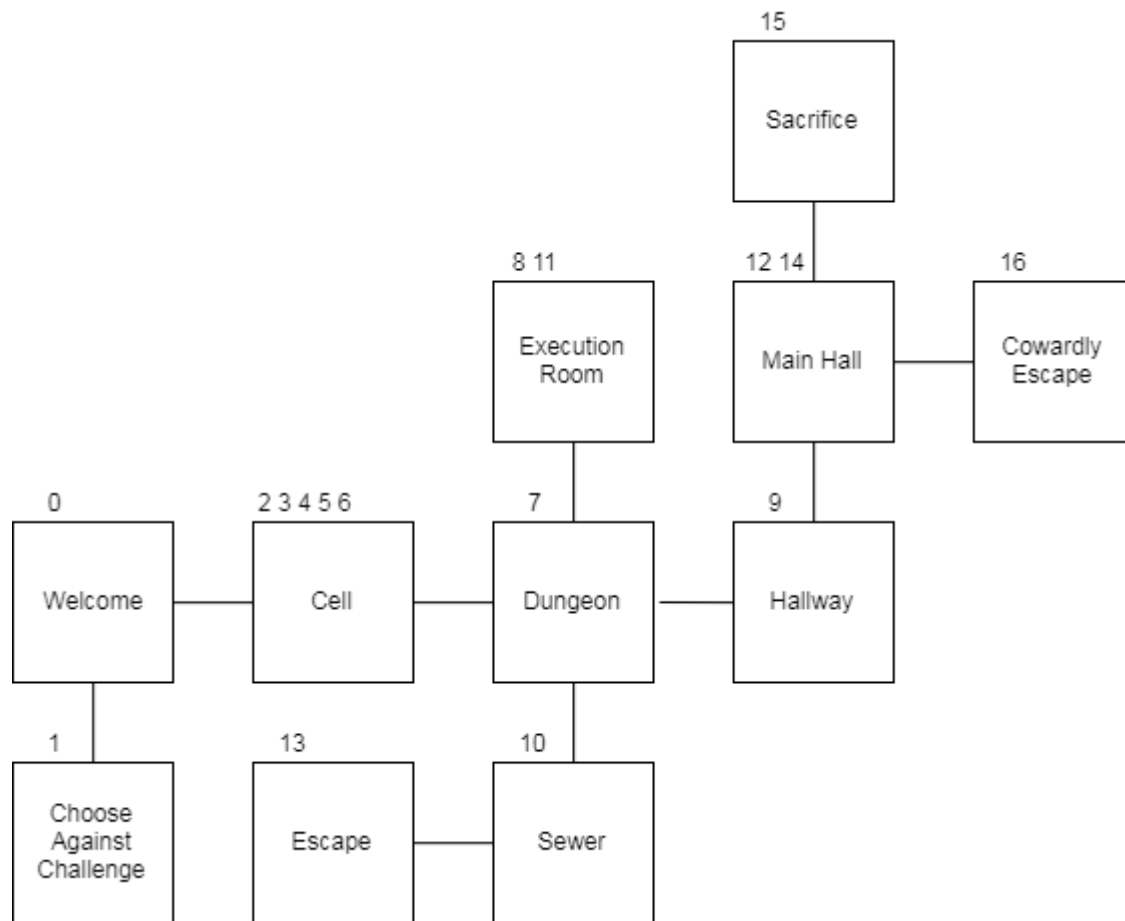 15
Sacrifice
8 11
12 14
16
Execution
Room
Main Hall
Cowardly
Escape
0
2 3 4 5 6
7
9
Welcome
Cell
Dungeon
Hallway
1
13
10
Choose
Against
Challenge
Escape
Sewer